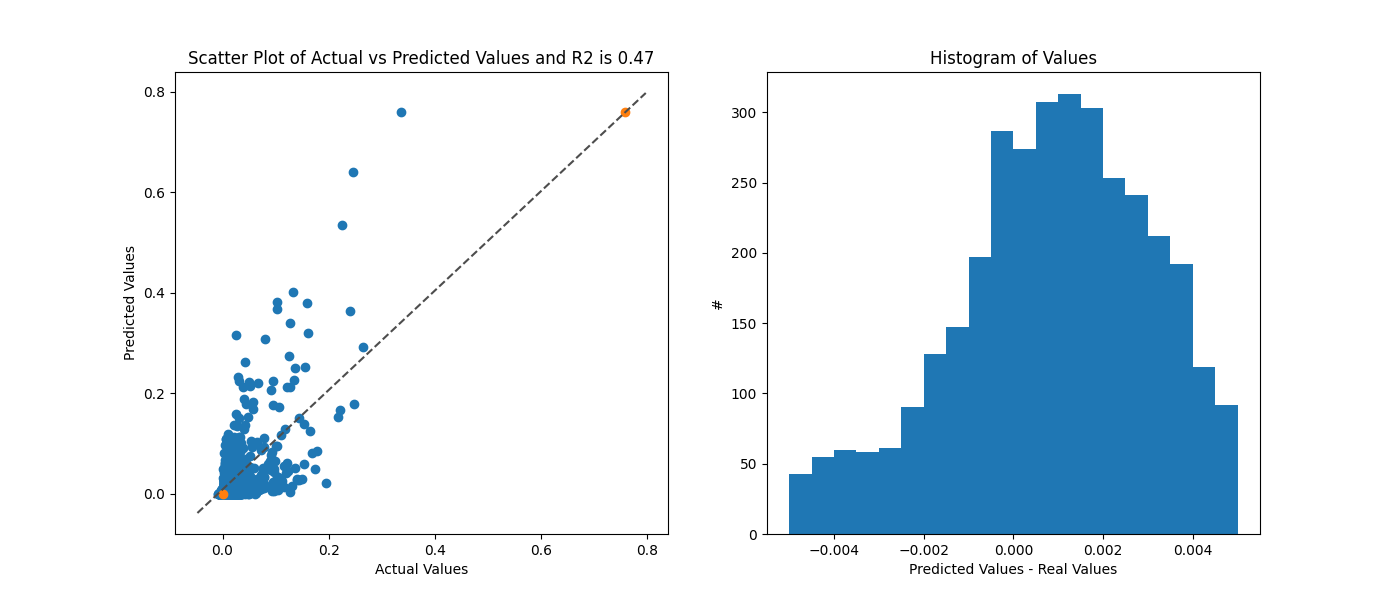 Scatter Plot of Actual vs Predicted Values and R2 is 0.47
0.8
0.6
0.4
0.2
0.0
Predicted Values
0.0 0.2 0.4 0.6 0.8
Actual Values
Histogram of Values
300
250
200
150
100
50
0
#
−0.004 −0.002 0.000 0.002 0.004
Predicted Values - Real Values